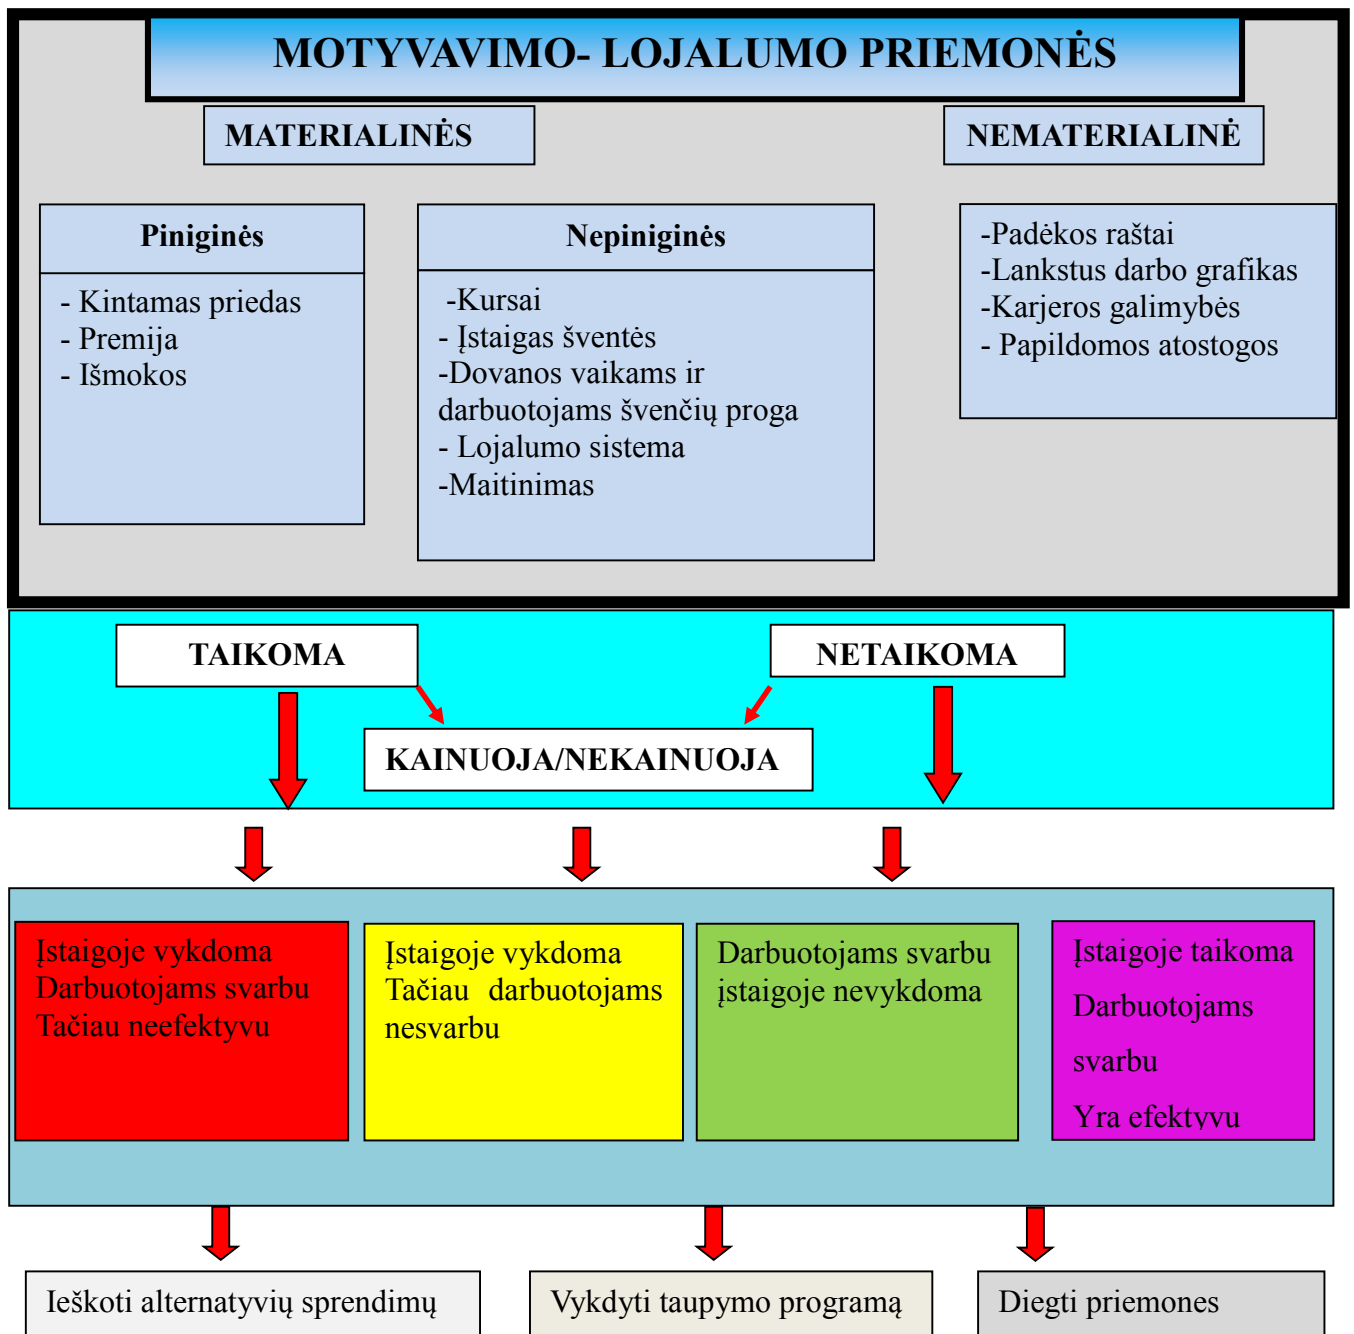 MOTYVAVIMO- LOJALUMO PRIEMONĖS
MATERIALINĖS
NEMATERIALINĖ
Piniginės
- Kintamas priedas
- Premija
- Išmokos
Nepiniginės
-Kursai
- Įstaigas šventės
-Dovanos vaikams ir
darbuotojams švenčių proga
- Lojalumo sistema
-Maitinimas
-Padėkos raštai
-Lankstus darbo grafikas
-Karjeros galimybės
- Papildomos atostogos
TAIKOMA
NETAIKOMA
KAINUOJA/NEKAINUOJA
Įstaigoje vykdoma
Darbuotojams svarbu
Tačiau neefektyvu
Įstaigoje vykdoma
Tačiau darbuotojams
nesvarbu
Darbuotojams svarbu
įstaigoje nevykdoma
Įstaigoje taikoma
Darbuotojams
svarbu
Yra efektyvu
Ieškoti alternatyvių sprendimų
Vykdyti taupymo programą
Diegti priemones